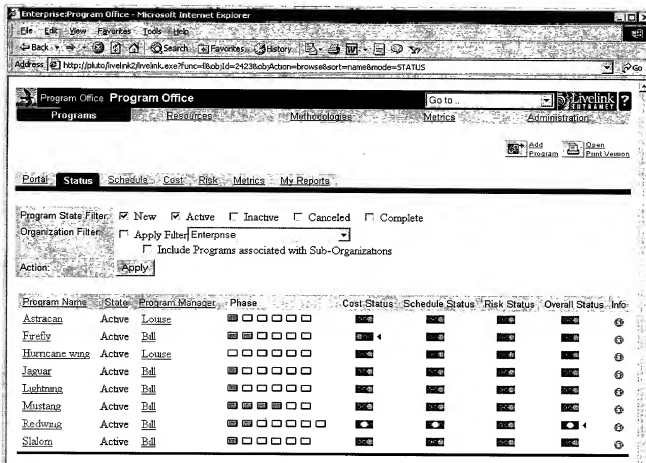 Enterprise:Program Office - Microsoft Internet Explorer
File Edit View Favorites Tools Help
Back Search Favorites History
Address http://pluto/livelink2/livelink.exe?func=ll&objId=2423&objAction=browse&sort=name&mode=STATUS Go
Program Office Program Office Go to .. Livelink INTRANET ?
Programs Resources Methodologies Metrics Administration
Add Program Open Print Version
Portal Status Schedule Cost Risk Metrics My Reports
Program State Filter: New Active Inactive Canceled Complete
Organization Filter: Apply Filter Enterprise
Include Programs associated with Sub-Organizations
Action: Apply
Program Name State Program Manager Phase Cost Status Schedule Status Risk Status Overall Status Info
Astracan Active Louise
Firefly Active Bill
Hurricane wing Active Louise
Jaguar Active Bill
Lightning Active Bill
Mustang Active Bill
Redwing Active Bill
Slalom Active Bill